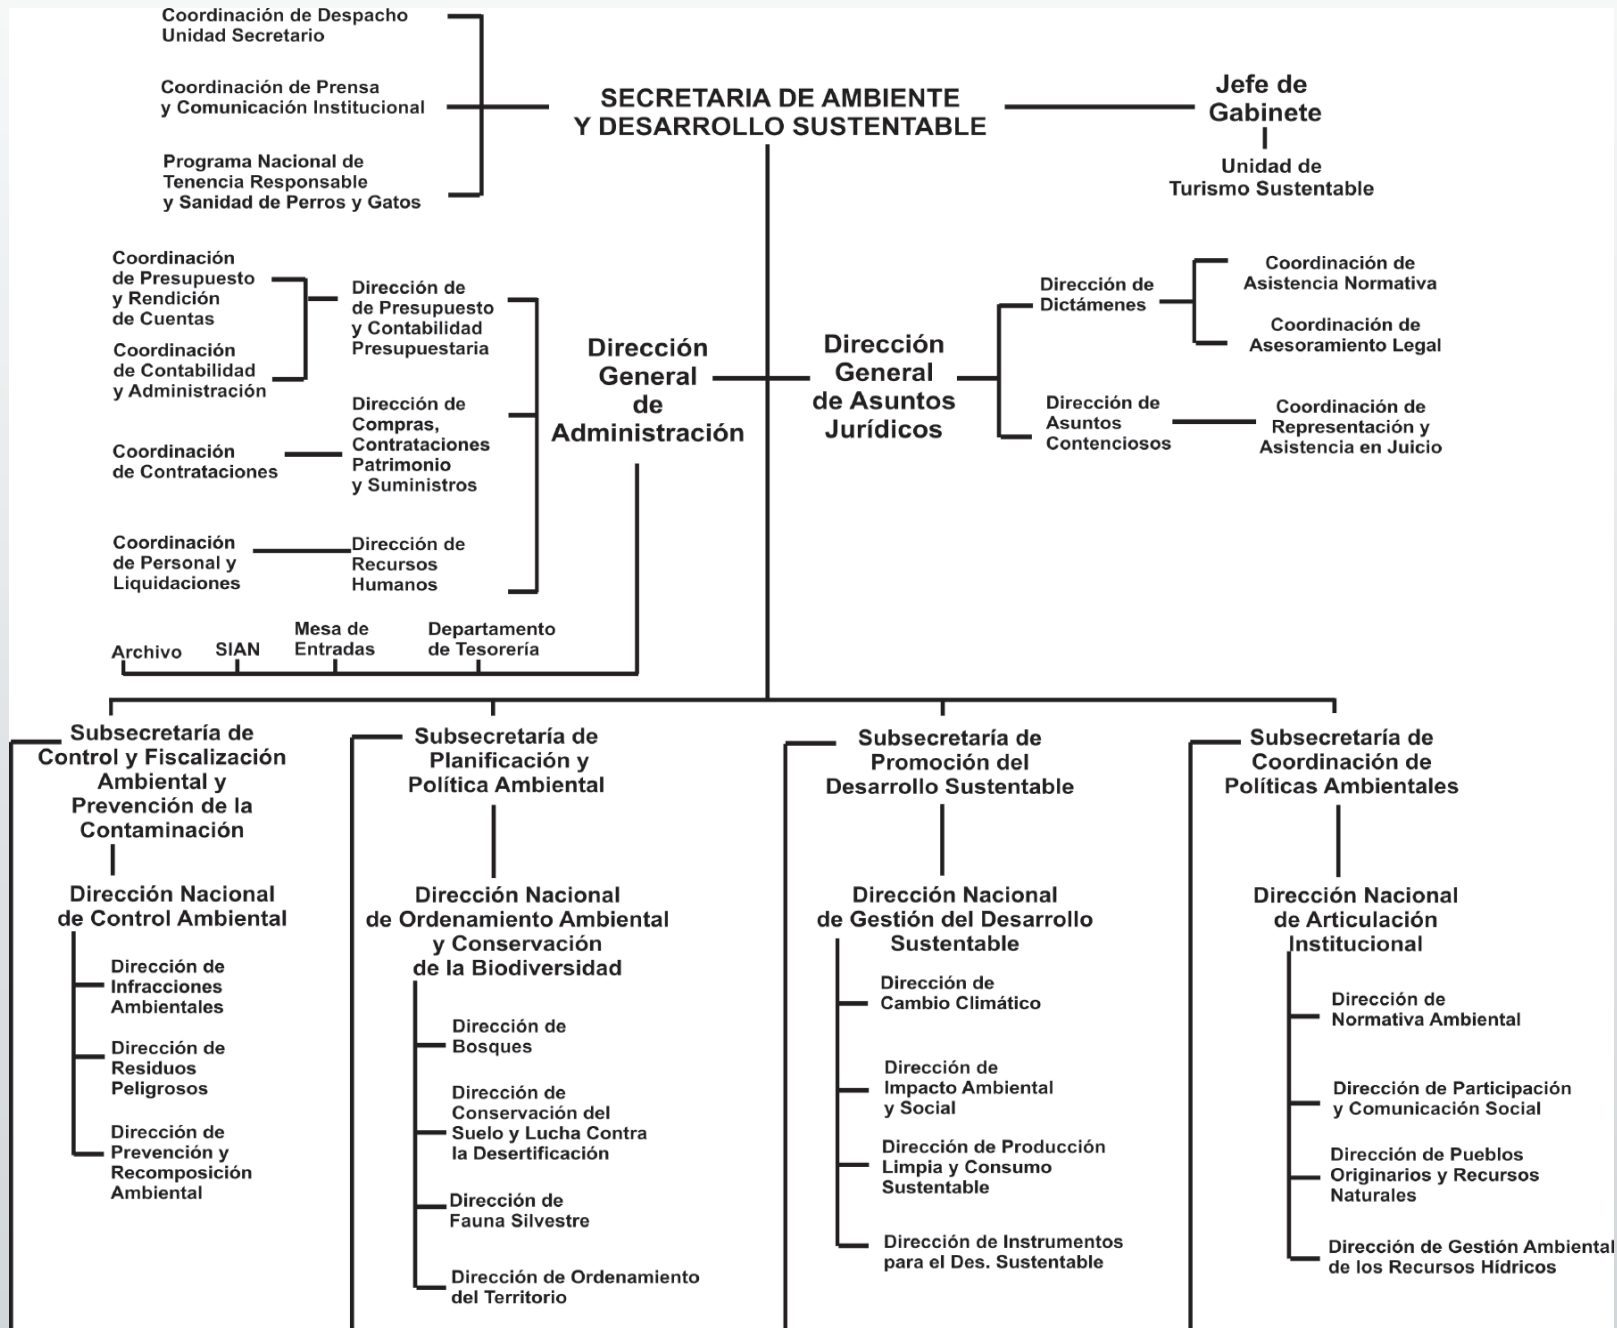 Coordinación de Despacho
Unidad Secretario
Coordinación de Prensa
y Comunicación Institucional
Programa Nacional de
Tenencia Responsable
y Sanidad de Perros y Gatos
SECRETARIA DE AMBIENTE
Y DESARROLLO SUSTENTABLE
Jefe de
Gabinete
Unidad de
Turismo Sustentable
Coordinación
de Presupuesto
y Rendición
de Cuentas
Coordinación
de Contabilidad
y Administración
Coordinación
de Contrataciones
Coordinación
de Personal y
Liquidaciones
Dirección de
de Presupuesto
y Contabilidad
Presupuestaria
Dirección de
Compras,
Contrataciones
Patrimonio
y Suministros
Dirección de
Recursos
Humanos
Dirección
General
de
Administración
Dirección
General
de Asuntos
Jurídicos
Dirección de
Dictámenes
Dirección de
Asuntos
Contenciosos
Coordinación de
Asistencia Normativa
Coordinación de
Asesoramiento Legal
Coordinación de
Representación y
Asistencia en Juicio
Archivo
SIAN
Mesa de
Entradas
Departamento
de Tesorería
Subsecretaría de
Control y Fiscalización
Ambiental y
Prevención de la
Contaminación
Dirección Nacional
de Control Ambiental
Dirección de
Infracciones
Ambientales
Dirección de
Residuos
Peligrosos
Dirección de
Prevención y
Recomposición
Ambiental
Subsecretaría de
Planificación y
Política Ambiental
Dirección Nacional
de Ordenamiento Ambiental
y Conservación
de la Biodiversidad
Dirección de
Bosques
Dirección de
Conservación del
Suelo y Lucha Contra
la Desertificación
Dirección de
Fauna Silvestre
Dirección de Ordenamiento
del Territorio
Subsecretaría de
Promoción del
Desarrollo Sustentable
Dirección Nacional
de Gestión del Desarrollo
Sustentable
Dirección de
Cambio Climático
Dirección de
Impacto Ambiental
y Social
Dirección de Producción
Limpia y Consumo
Sustentable
Dirección de Instrumentos
para el Des. Sustentable
Subsecretaría de
Coordinación de
Políticas Ambientales
Dirección Nacional
de Articulación
Institucional
Dirección de
Normativa Ambiental
Dirección de Participación
y Comunicación Social
Dirección de Pueblos
Originarios y Recursos
Naturales
Dirección de Gestión Ambiental
de los Recursos Hídricos